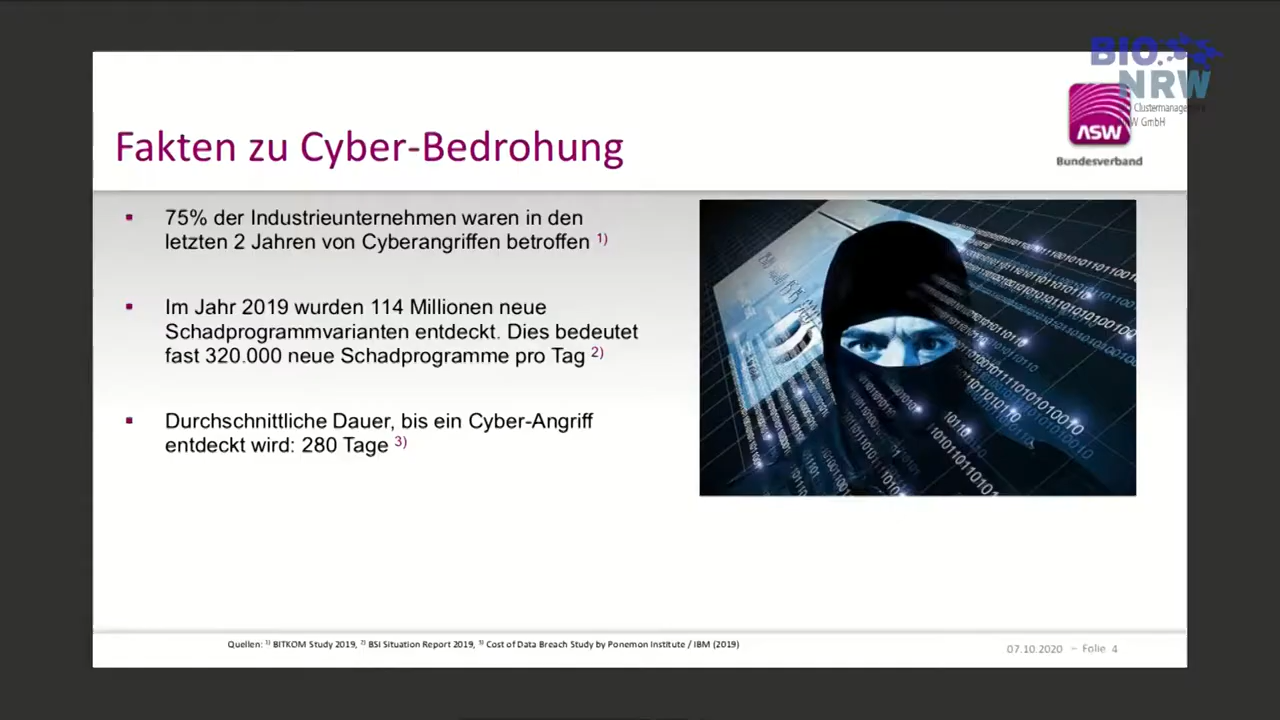 BIO.
NRW
Clustermanagement
NRW GmbH
ASW
Bundesverband
Fakten zu Cyber-Bedrohung
▪ 75% der Industrieunternehmen waren in den
letzten 2 Jahren von Cyberangriffen betroffen 1)
▪ Im Jahr 2019 wurden 114 Millionen neue
Schadprogrammvarianten entdeckt. Dies bedeutet
fast 320.000 neue Schadprogramme pro Tag 2)
▪ Durchschnittliche Dauer, bis ein Cyber-Angriff
entdeckt wird: 280 Tage 3)
Quellen: 1) BITKOM Study 2019, 2) BSI Situation Report 2019, 3) Cost of Data Breach Study by Ponemon Institute / IBM (2019)
07.10.2020 – Folie 4